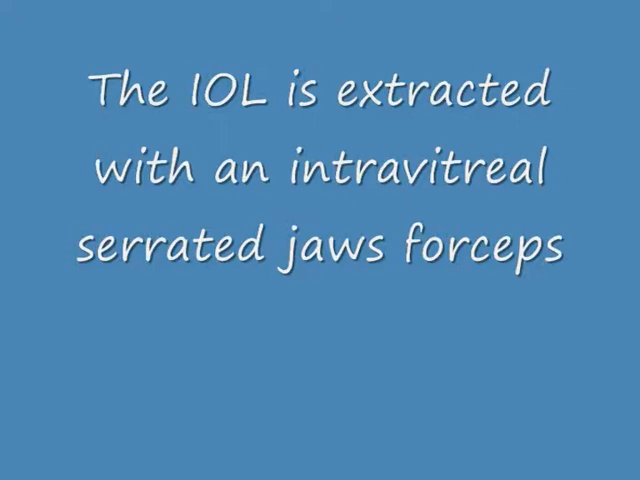 The IOL is extracted
with an intravitreal
serrated jaws forceps